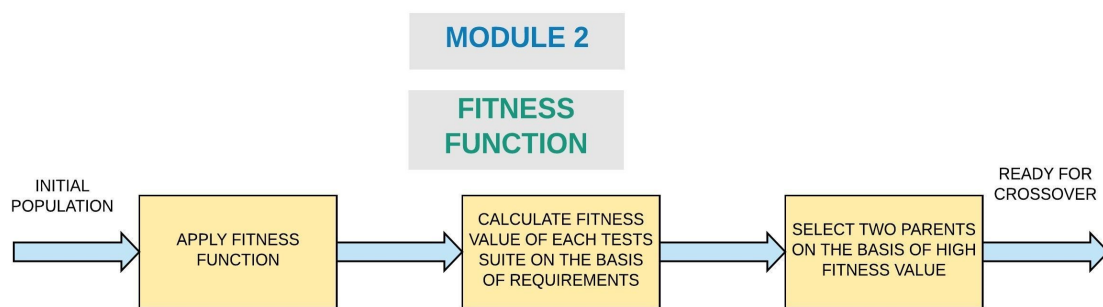 MODULE 2
FITNESS
FUNCTION
INITIAL
POPULATION
APPLY FITNESS
FUNCTION
CALCULATE FITNESS
VALUE OF EACH TESTS
SUITE ON THE BASIS
OF REQUIREMENTS
SELECT TWO PARENTS
ON THE BASIS OF HIGH
FITNESS VALUE
READY FOR
CROSSOVER